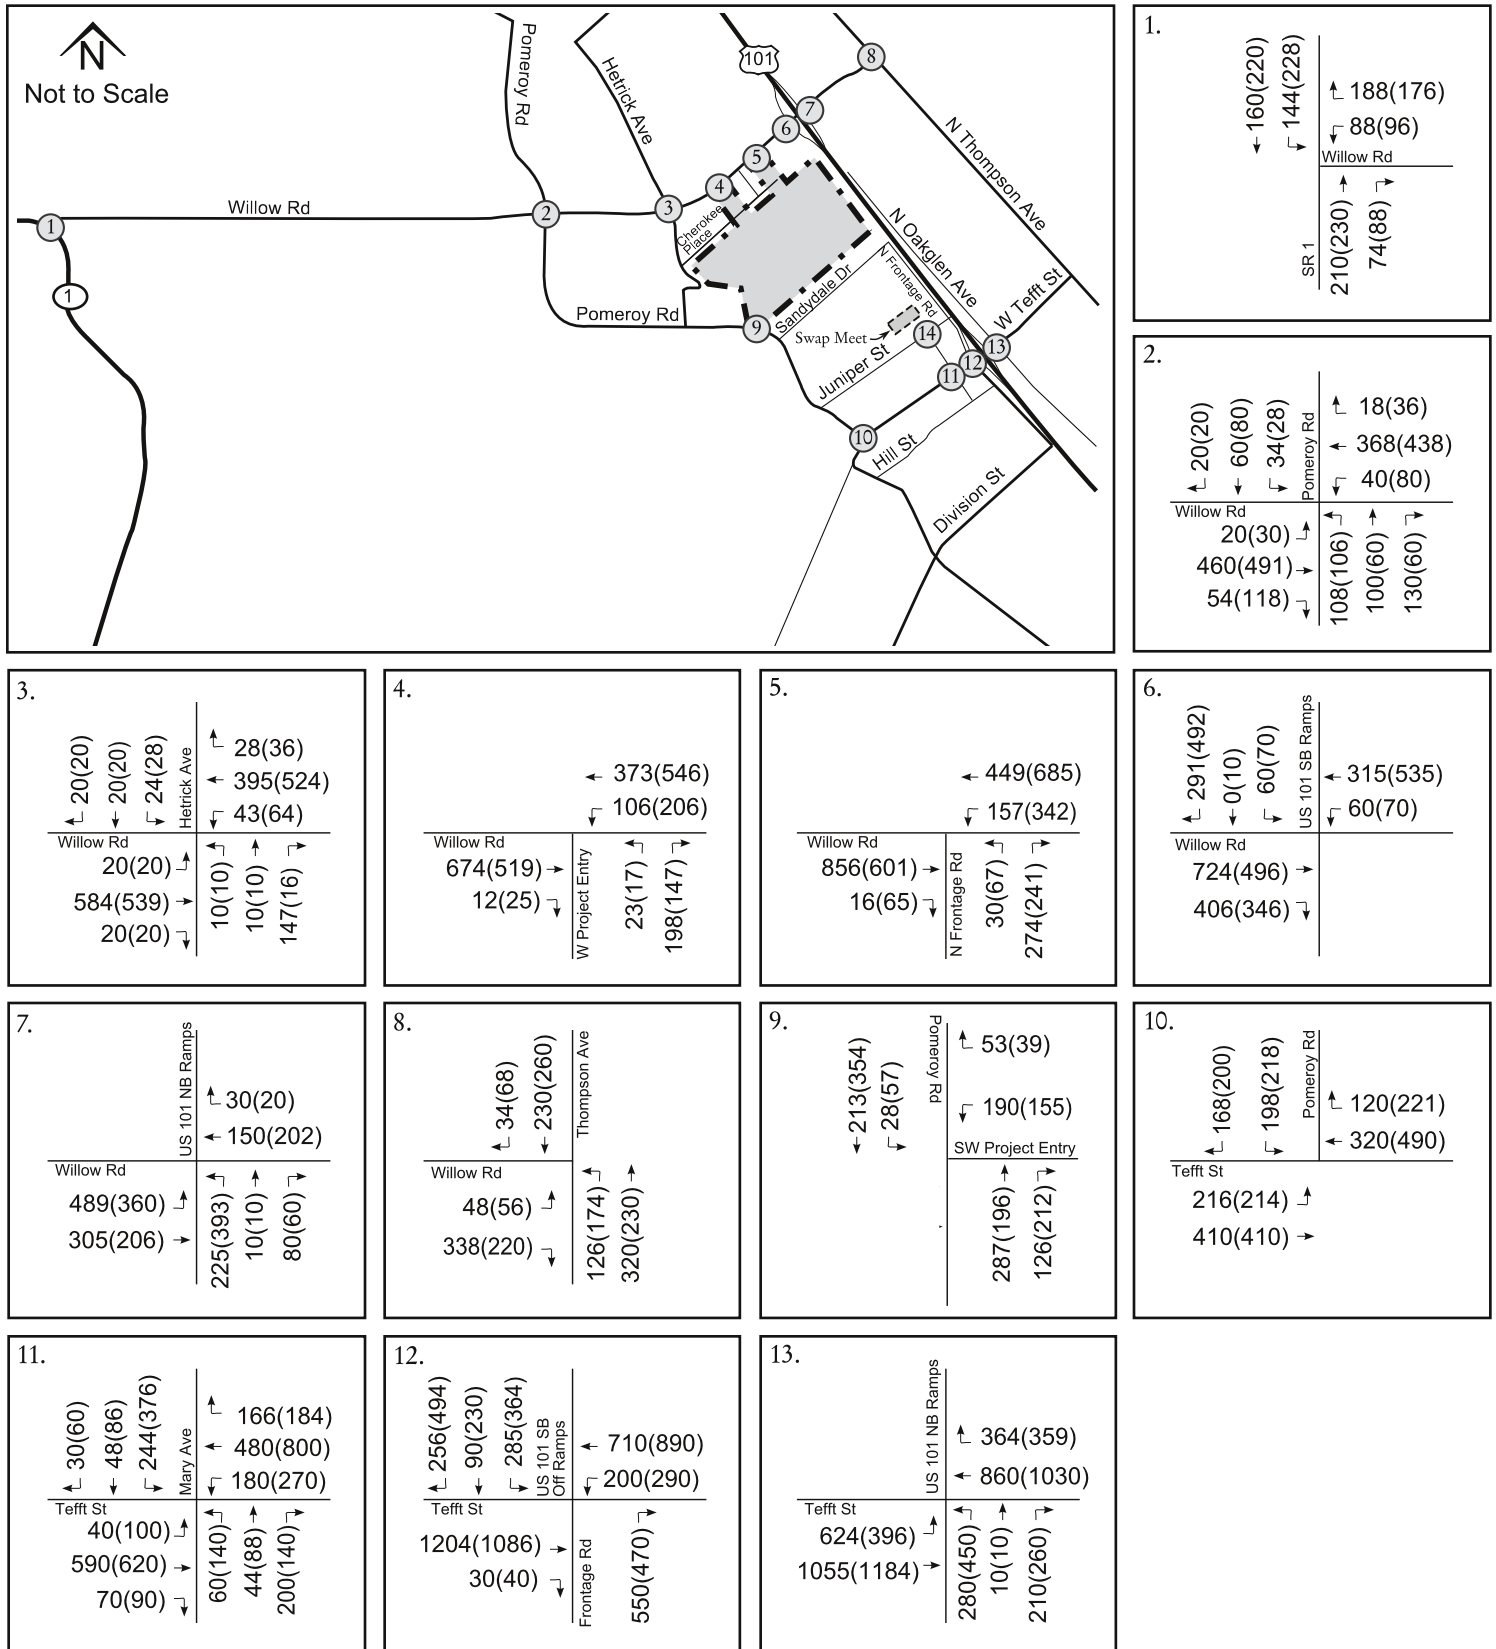 N
Not to Scale
Pomeroy Rd
Hetrick Ave
101
8
7
6
5
4
3
2
1
Willow Rd
Cherokee
Place
N Thompson Ave
N Oakglen Ave
N Frontage Rd
W Tefft St
1
Pomeroy Rd
9
Sandydale Dr
Swap Meet
14
13
12
11
Juniper St
10
Hill St
Division St
1.
160(220)
144(228)
188(176)
88(96)
Willow Rd
SR 1
210(230)
74(88)
2.
20(20)
60(80)
34(28)
Pomeroy Rd
18(36)
368(438)
40(80)
Willow Rd
20(30)
460(491)
54(118)
108(106)
100(60)
130(60)
3.
20(20)
20(20)
24(28)
Hetrick Ave
28(36)
395(524)
43(64)
Willow Rd
20(20)
584(539)
20(20)
10(10)
10(10)
147(16)
4.
373(546)
106(206)
Willow Rd
674(519)
12(25)
W Project Entry
23(17)
198(147)
5.
449(685)
157(342)
Willow Rd
856(601)
16(65)
N Frontage Rd
30(67)
274(241)
6.
291(492)
0(10)
60(70)
US 101 SB Ramps
315(535)
60(70)
Willow Rd
724(496)
406(346)
7.
US 101 NB Ramps
30(20)
150(202)
Willow Rd
489(360)
305(206)
225(393)
10(10)
80(60)
8.
34(68)
230(260)
Thompson Ave
Willow Rd
48(56)
338(220)
126(174)
320(230)
9.
213(354)
28(57)
Pomeroy Rd
53(39)
190(155)
SW Project Entry
287(196)
126(212)
10.
168(200)
198(218)
Pomeroy Rd
120(221)
320(490)
Tefft St
216(214)
410(410)
11.
30(60)
48(86)
244(376)
Mary Ave
166(184)
480(800)
180(270)
Tefft St
40(100)
590(620)
70(90)
60(140)
44(88)
200(140)
12.
256(494)
90(230)
285(364)
US 101 SB
Off Ramps
710(890)
200(290)
Tefft St
1204(1086)
30(40)
Frontage Rd
550(470)
13.
US 101 NB Ramps
364(359)
860(1030)
Tefft St
624(396)
1055(1184)
280(450)
10(10)
210(260)